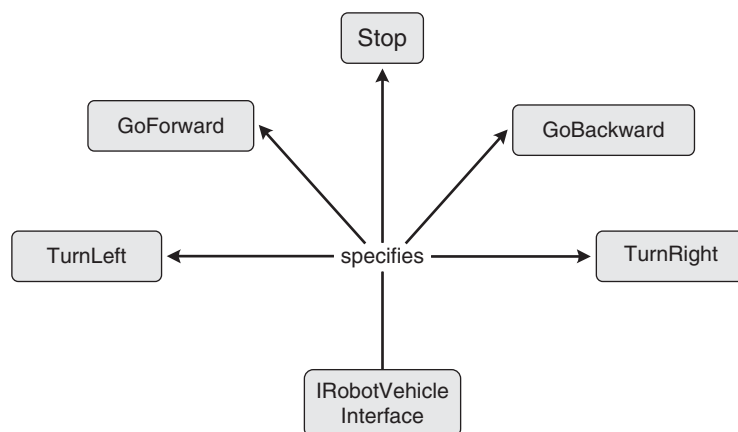 Stop
GoForward
GoBackward
TurnLeft
specifies
TurnRight
IRobotVehicle
Interface